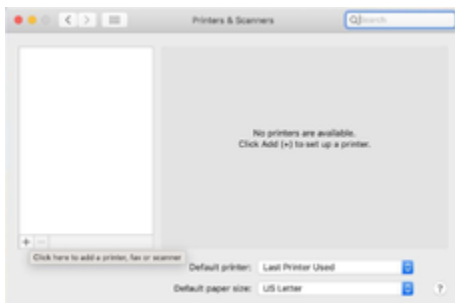 Printers & Scanners
Search
No printers are available.
Click Add (+) to set up a printer.
+ −
Click here to add a printer, fax or scanner
Default printer: Last Printer Used
Default paper size: US Letter
?